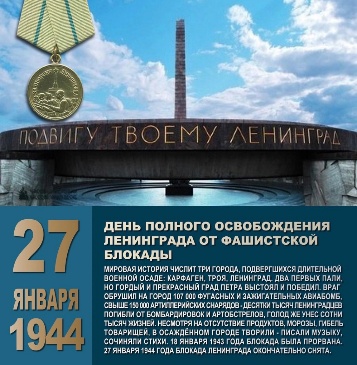 ПОДВИГУ ТВОЕМУ ЛЕНИНГРАД
27
ЯНВАРЯ
1944
ДЕНЬ ПОЛНОГО ОСВОБОЖДЕНИЯ
ЛЕНИНГРАДА ОТ ФАШИСТСКОЙ
БЛОКАДЫ
МИРОВАЯ ИСТОРИЯ ЧИСЛИТ ТРИ ГОРОДА, ПОДВЕРГШИХСЯ ДЛИТЕЛЬНОЙ
ВОЕННОЙ ОСАДЕ: КАРФАГЕН, ТРОЯ, ЛЕНИНГРАД. ДВА ПЕРВЫХ ПАЛИ,
НО ГОРДЫЙ И ПРЕКРАСНЫЙ ГРАД ПЕТРА ВЫСТОЯЛ И ПОБЕДИЛ. ВРАГ
ОБРУШИЛ НА ГОРОД 107 000 ФУГАСНЫХ И ЗАЖИГАТЕЛЬНЫХ АВИАБОМБ,
СВЫШЕ 150 000 АРТИЛЛЕРИЙСКИХ СНАРЯДОВ - ДЕСЯТКИ ТЫСЯЧ ЛЕНИНГРАДЦЕВ
ПОГИБЛИ ОТ БОМБАРДИРОВОК И АРТОБСТРЕЛОВ, ГОЛОД ЖЕ УНЕС СОТНИ
ТЫСЯЧ ЖИЗНЕЙ. НЕСМОТРЯ НА ОТСУТСТВИЕ ПРОДУКТОВ, МОРОЗЫ, ГИБЕЛЬ
ТОВАРИЩЕЙ, В ОСАЖДЁННОМ ГОРОДЕ ТВОРИЛИ - ПИСАЛИ МУЗЫКУ,
СОЧИНЯЛИ СТИХИ. 18 ЯНВАРЯ 1943 ГОДА БЛОКАДА БЫЛА ПРОРВАНА.
27 ЯНВАРЯ 1944 ГОДА БЛОКАДА ЛЕНИНГРАДА ОКОНЧАТЕЛЬНО СНЯТА.